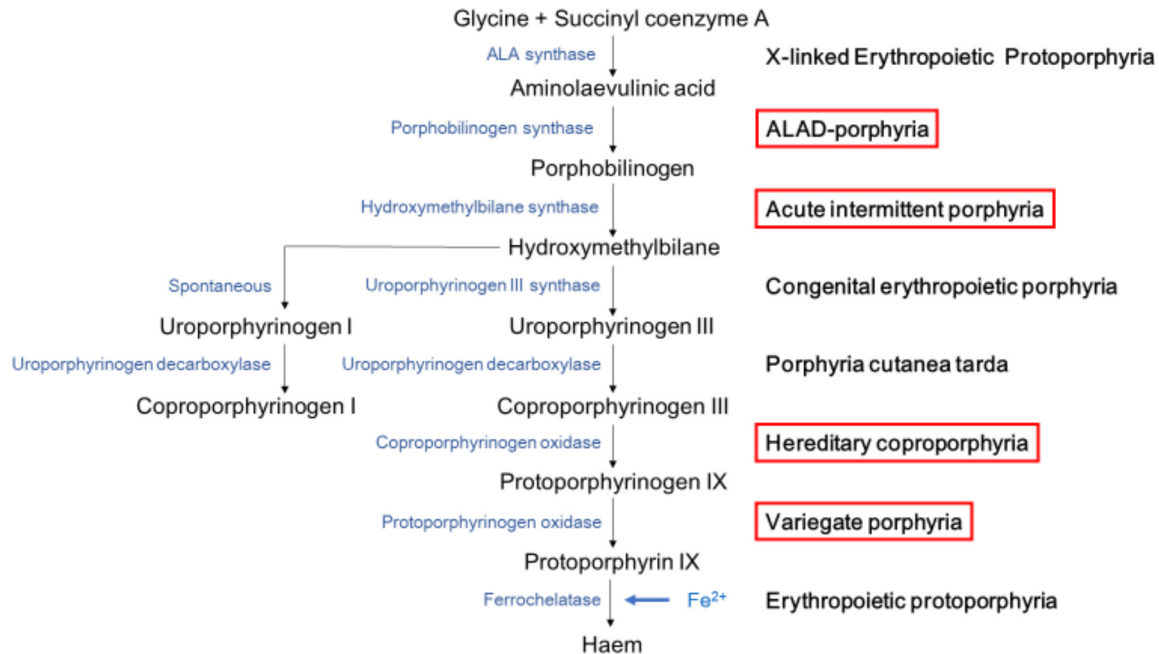 Glycine + Succinyl coenzyme A
ALA synthase
X-linked Erythropoietic Protoporphyria
Aminolaevulinic acid
Porphobilinogen synthase
ALAD-porphyria
Porphobilinogen
Hydroxymethylbilane synthase
Acute intermittent porphyria
Hydroxymethylbilane
Spontaneous
Uroporphyrinogen III synthase
Congenital erythropoietic porphyria
Uroporphyrinogen I
Uroporphyrinogen III
Uroporphyrinogen decarboxylase
Uroporphyrinogen decarboxylase
Porphyria cutanea tarda
Coproporphyrinogen I
Coproporphyrinogen III
Coproporphyrinogen oxidase
Hereditary coproporphyria
Protoporphyrinogen IX
Protoporphyrinogen oxidase
Variegate porphyria
Protoporphyrin IX
Ferrochelatase
Fe²⁺
Erythropoietic protoporphyria
Haem